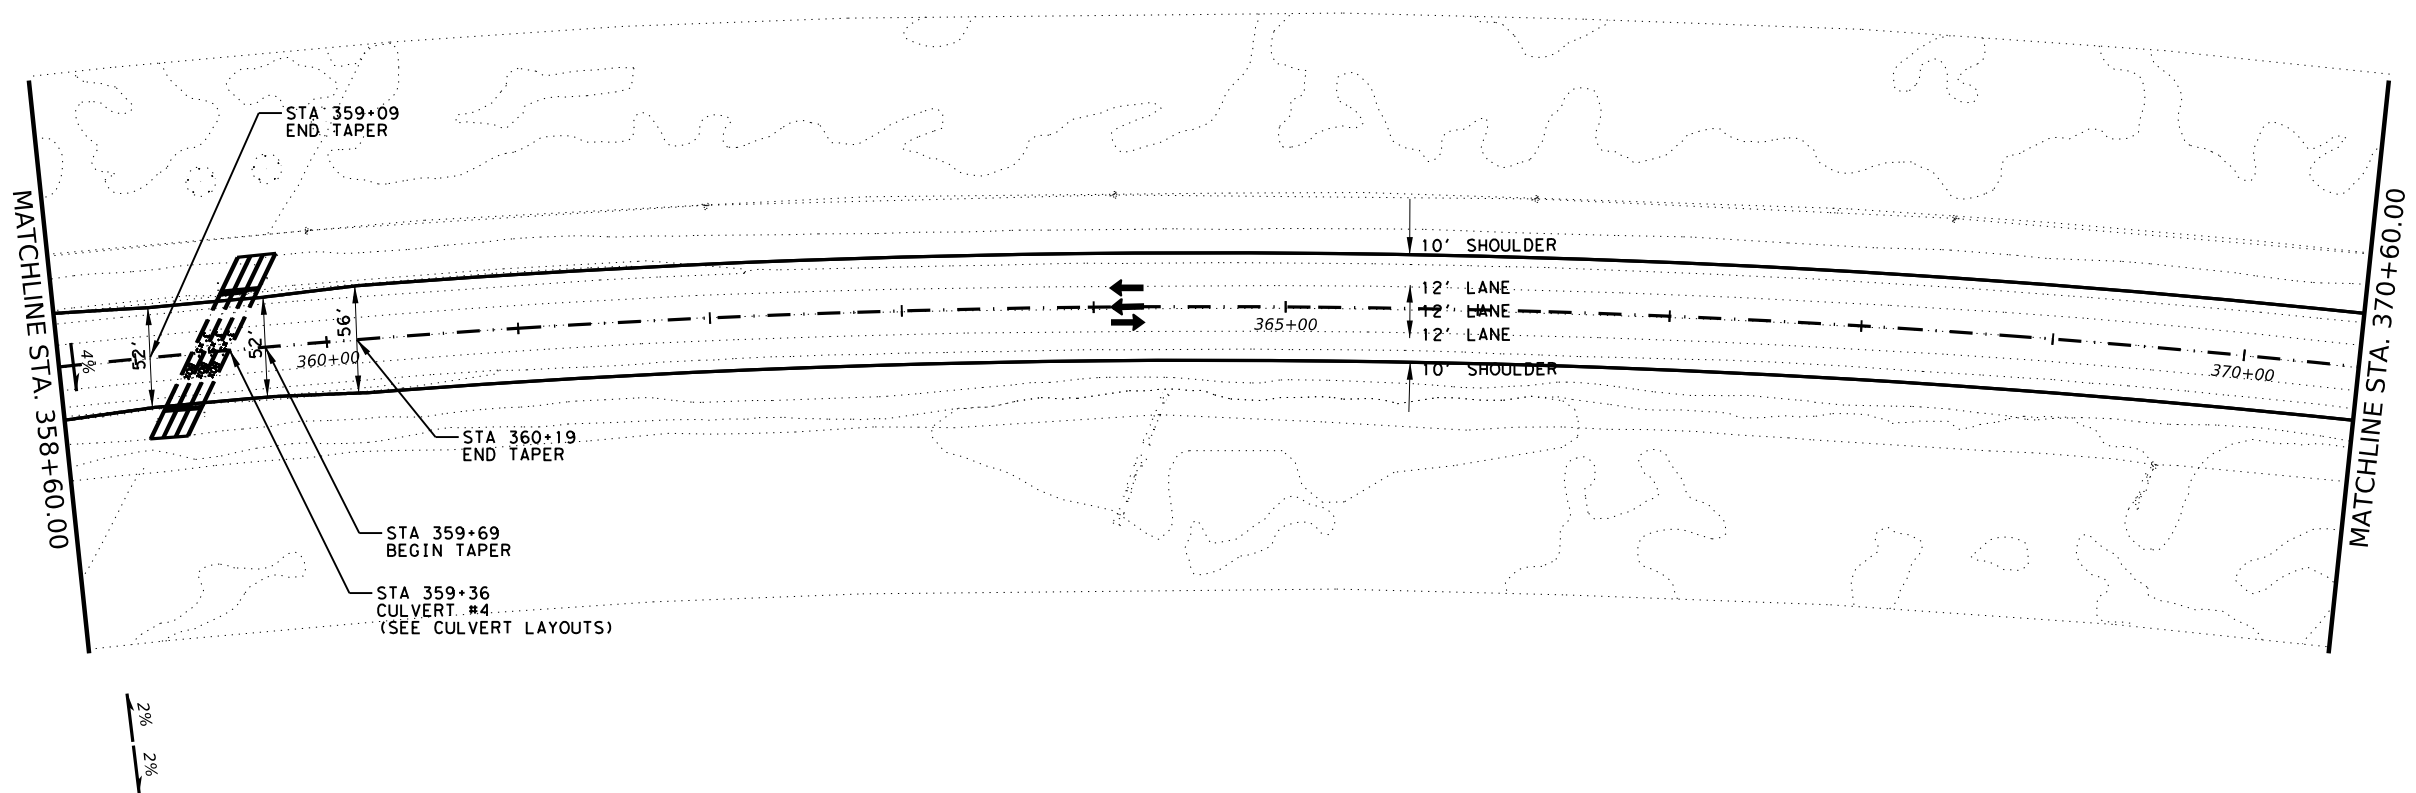 STA 359+09
END TAPER
MATCHLINE STA. 358+60.00
MATCHLINE STA. 370+60.00
10' SHOULDER
12' LANE
12' LANE
12' LANE
10' SHOULDER
4%
52'
52'
56'
360+00
365+00
370+00
STA 360+19
END TAPER
STA 359+69
BEGIN TAPER
STA 359+36
CULVERT #4
(SEE CULVERT LAYOUTS)
2%
2%